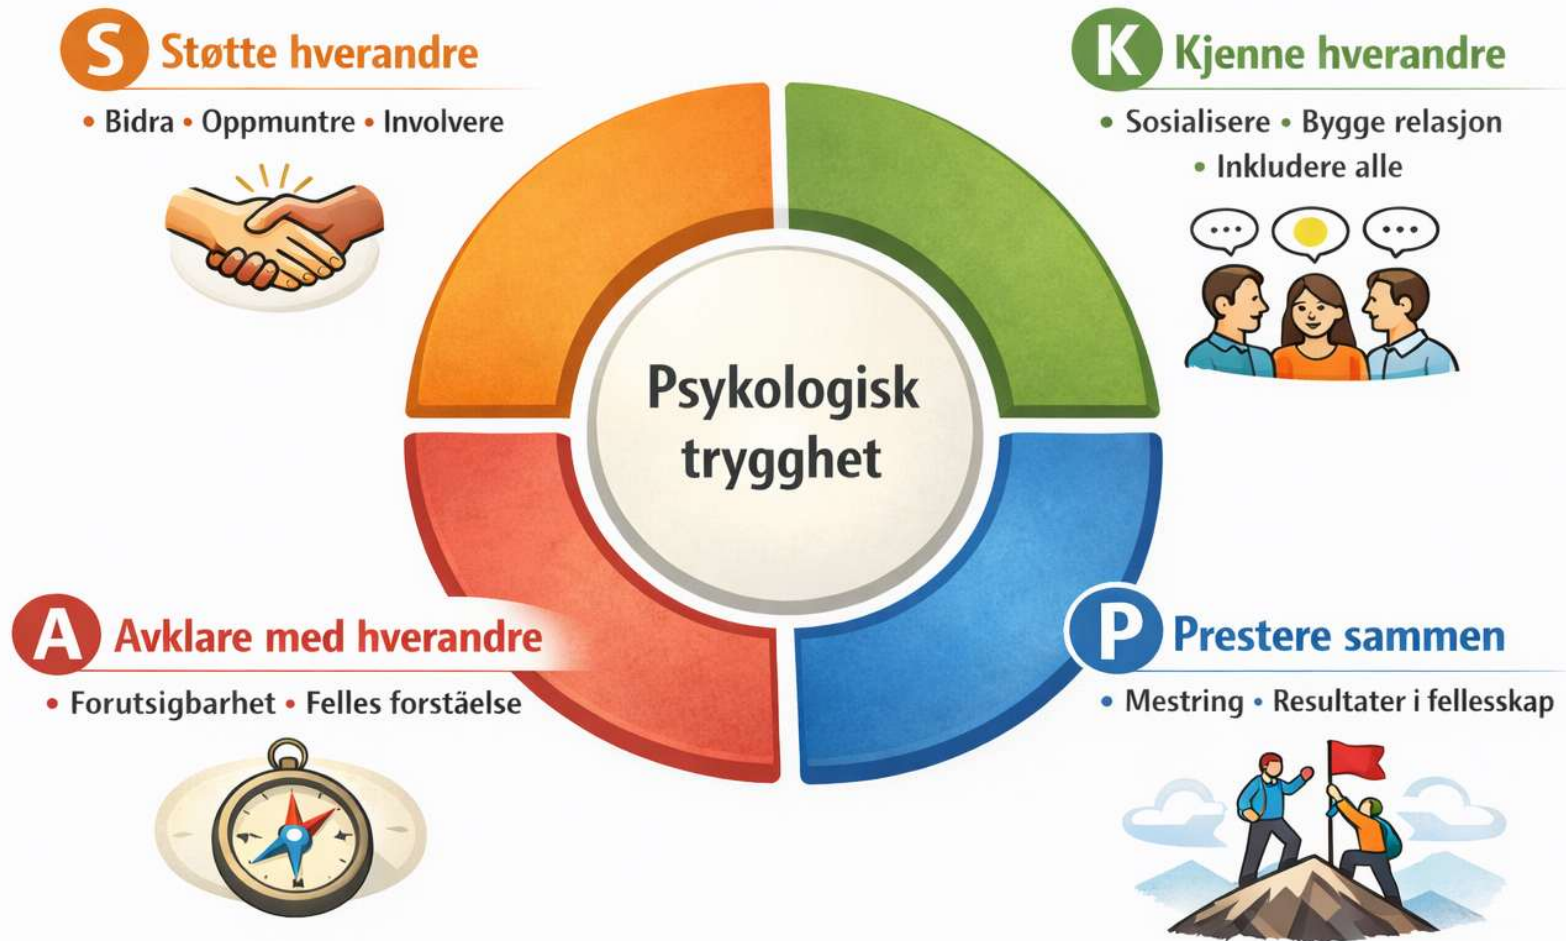 S Støtte hverandre
• Bidra • Oppmuntre • Involvere
K Kjenne hverandre
• Sosialisere • Bygge relasjon
• Inkludere alle
Psykologisk
trygghet
A Avklare med hverandre
• Forutsigbarhet • Felles forstäelse
P Prestere sammen
• Mestring • Resultater i fellesskap